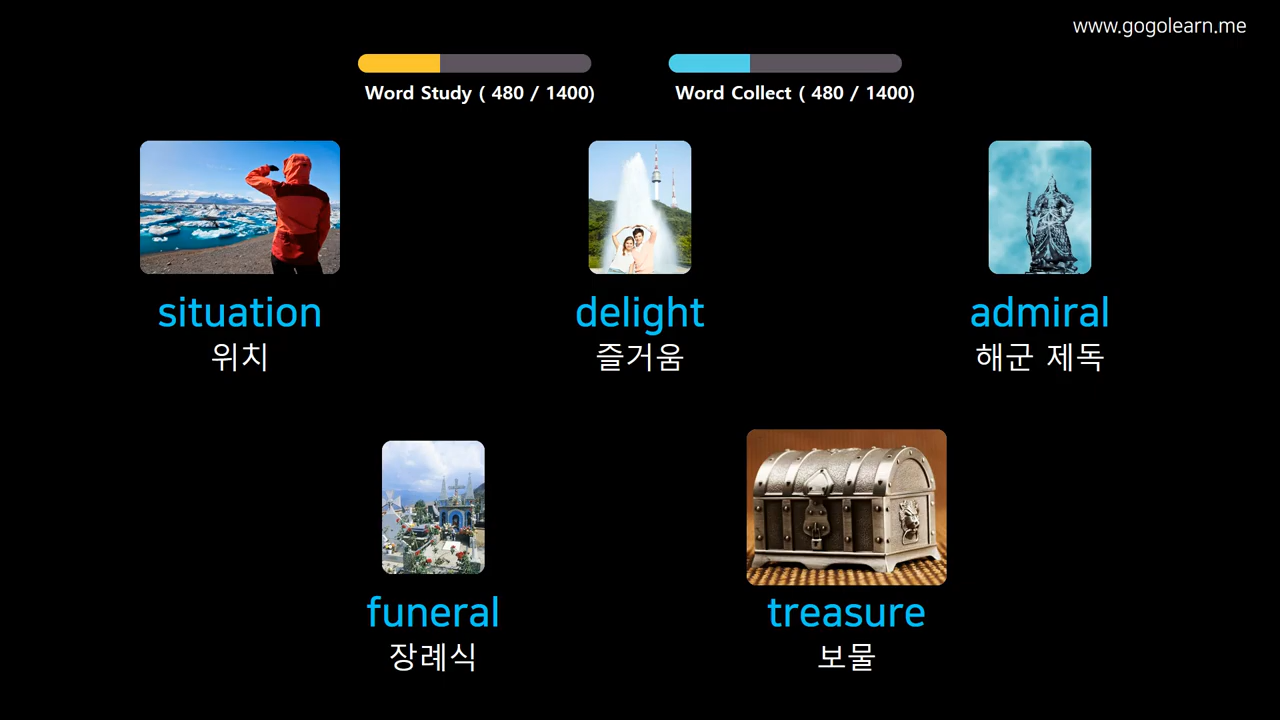 www.gogolearn.me
Word Study ( 480 / 1400)
Word Collect ( 480 / 1400)
situation
위치
delight
즐거움
admiral
해군 제독
funeral
장례식
treasure
보물